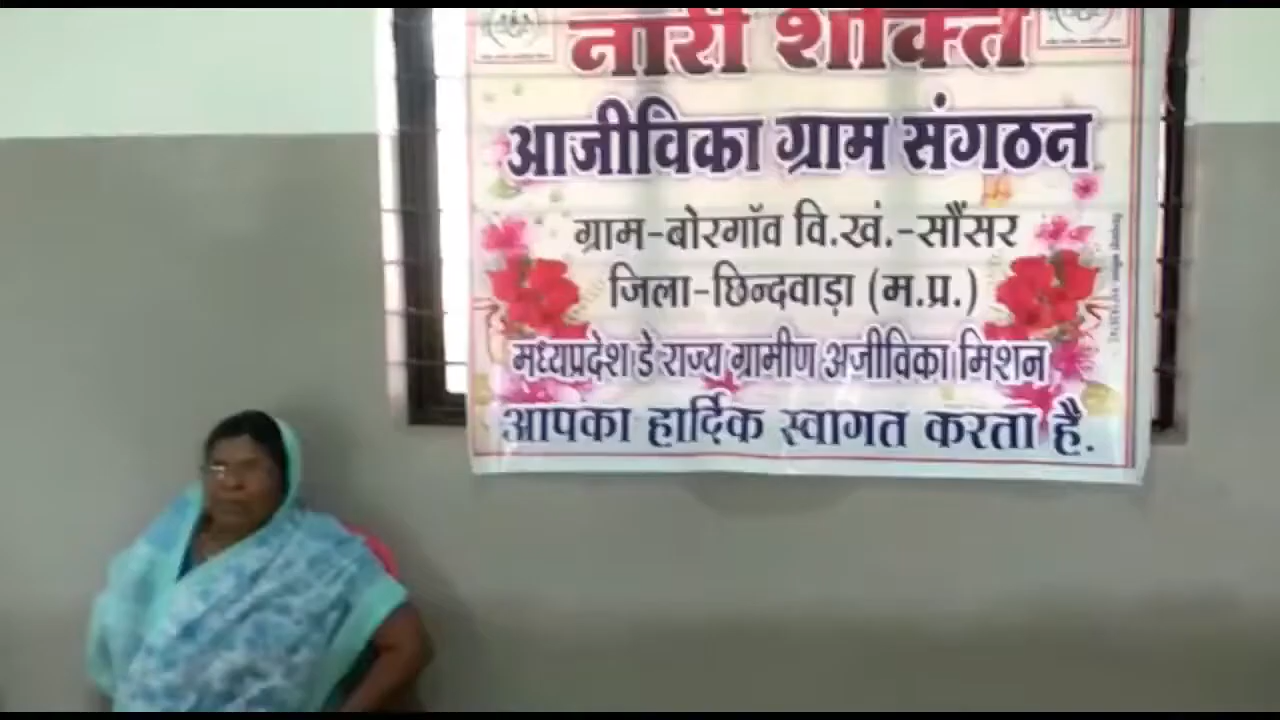 नारी शक्ति
आजीविका ग्राम संगठन
ग्राम-बोरगॉव वि.खं.-सौंसर
जिला-छिन्दवाड़ा (म.प्र.)
मध्यप्रदेश डे राज्य ग्रामीण अजीविका मिशन
आपका हार्दिक स्वागत करता है.